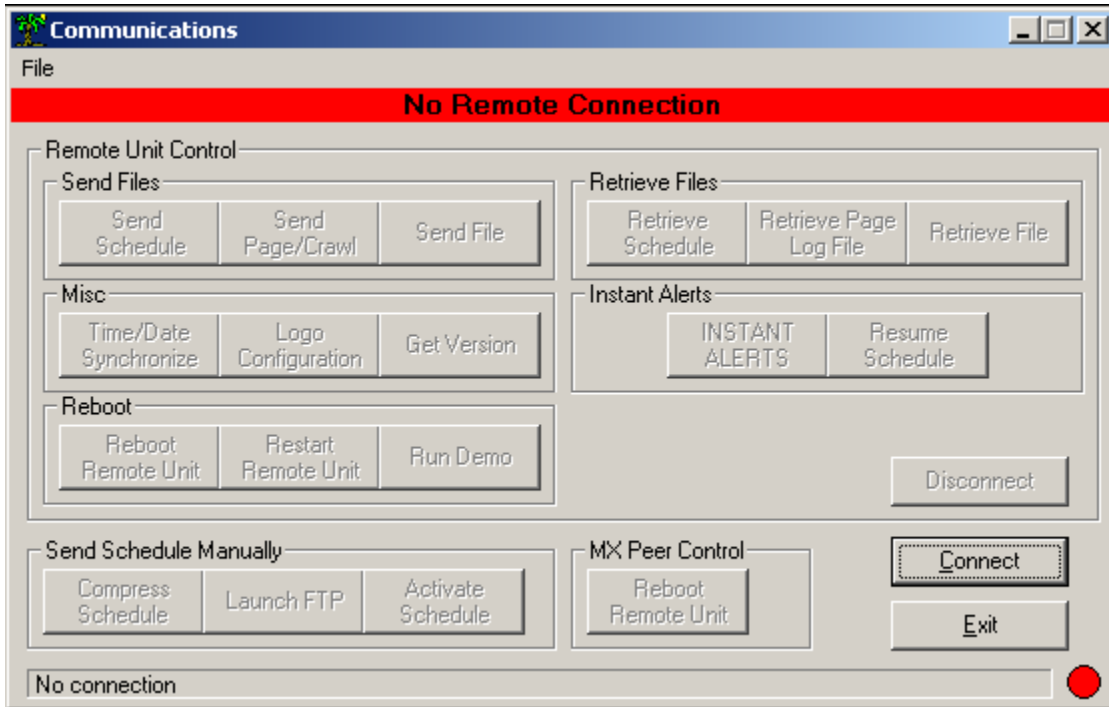 Communications
File
No Remote Connection
Remote Unit Control
Send Files
Send
Schedule
Send
Page/Crawl
Send File
Retrieve Files
Retrieve
Schedule
Retrieve Page
Log File
Retrieve File
Misc
Time/Date
Synchronize
Logo
Configuration
Get Version
Instant Alerts
INSTANT
ALERTS
Resume
Schedule
Reboot
Reboot
Remote Unit
Restart
Remote Unit
Run Demo
Disconnect
Send Schedule Manually
Compress
Schedule
Launch FTP
Activate
Schedule
MX Peer Control
Reboot
Remote Unit
Connect
Exit
No connection